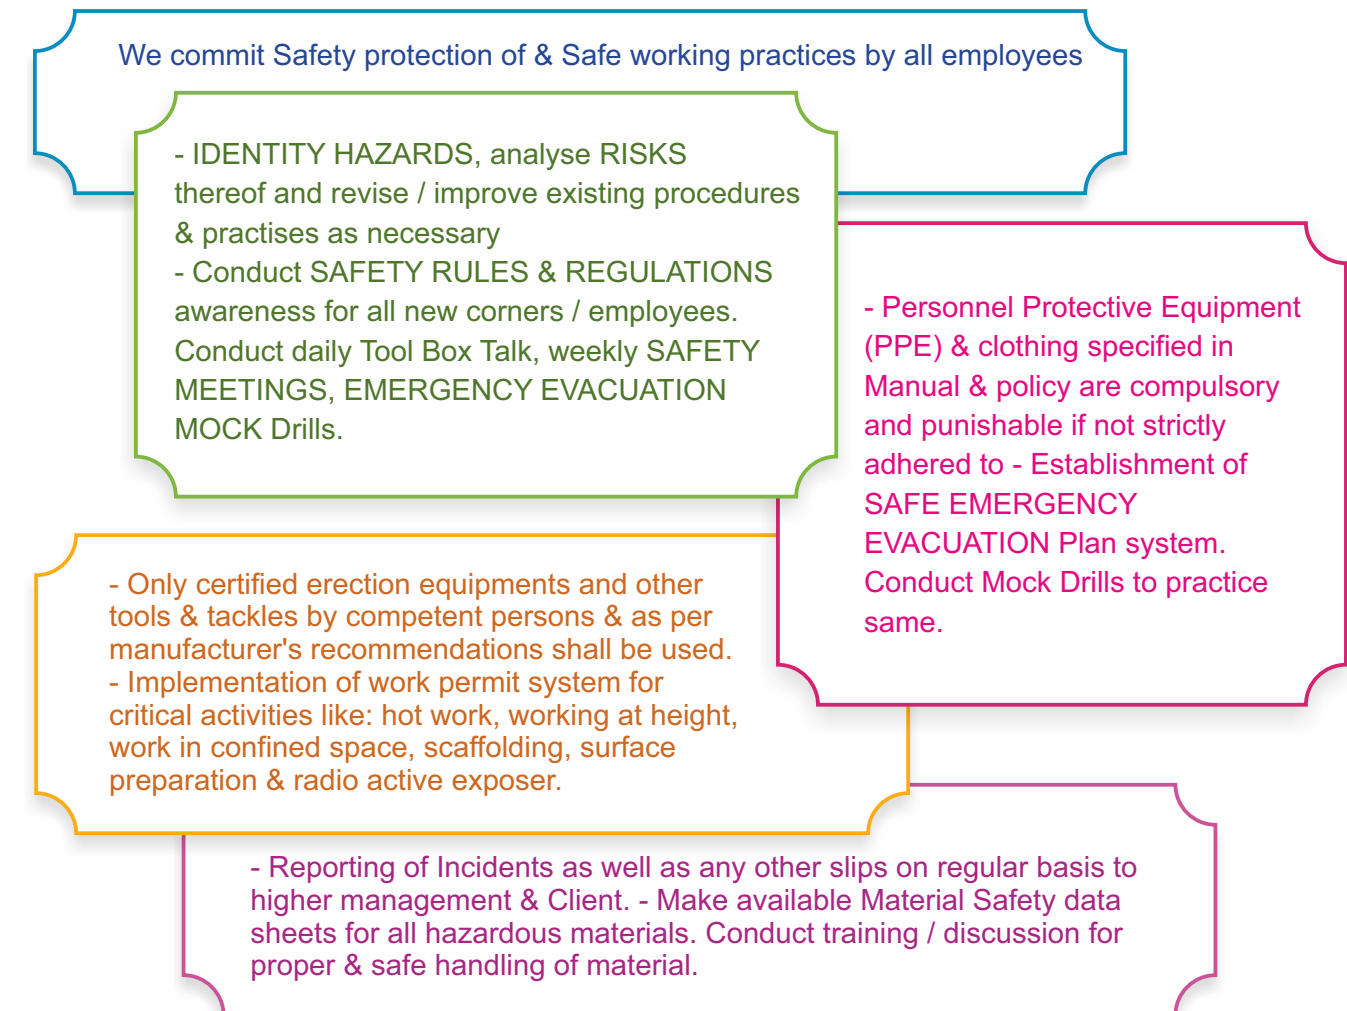 We commit Safety protection of & Safe working practices by all employees
- IDENTITY HAZARDS, analyse RISKS
thereof and revise / improve existing procedures
& practises as necessary
- Conduct SAFETY RULES & REGULATIONS
awareness for all new corners / employees.
Conduct daily Tool Box Talk, weekly SAFETY
MEETINGS, EMERGENCY EVACUATION
MOCK Drills.
- Personnel Protective Equipment
(PPE) & clothing specified in
Manual & policy are compulsory
and punishable if not strictly
adhered to - Establishment of
SAFE EMERGENCY
EVACUATION Plan system.
Conduct Mock Drills to practice
same.
- Only certified erection equipments and other
tools & tackles by competent persons & as per
manufacturer's recommendations shall be used.
- Implementation of work permit system for
critical activities like: hot work, working at height,
work in confined space, scaffolding, surface
preparation & radio active exposer.
- Reporting of Incidents as well as any other slips on regular basis to
higher management & Client. - Make available Material Safety data
sheets for all hazardous materials. Conduct training / discussion for
proper & safe handling of material.